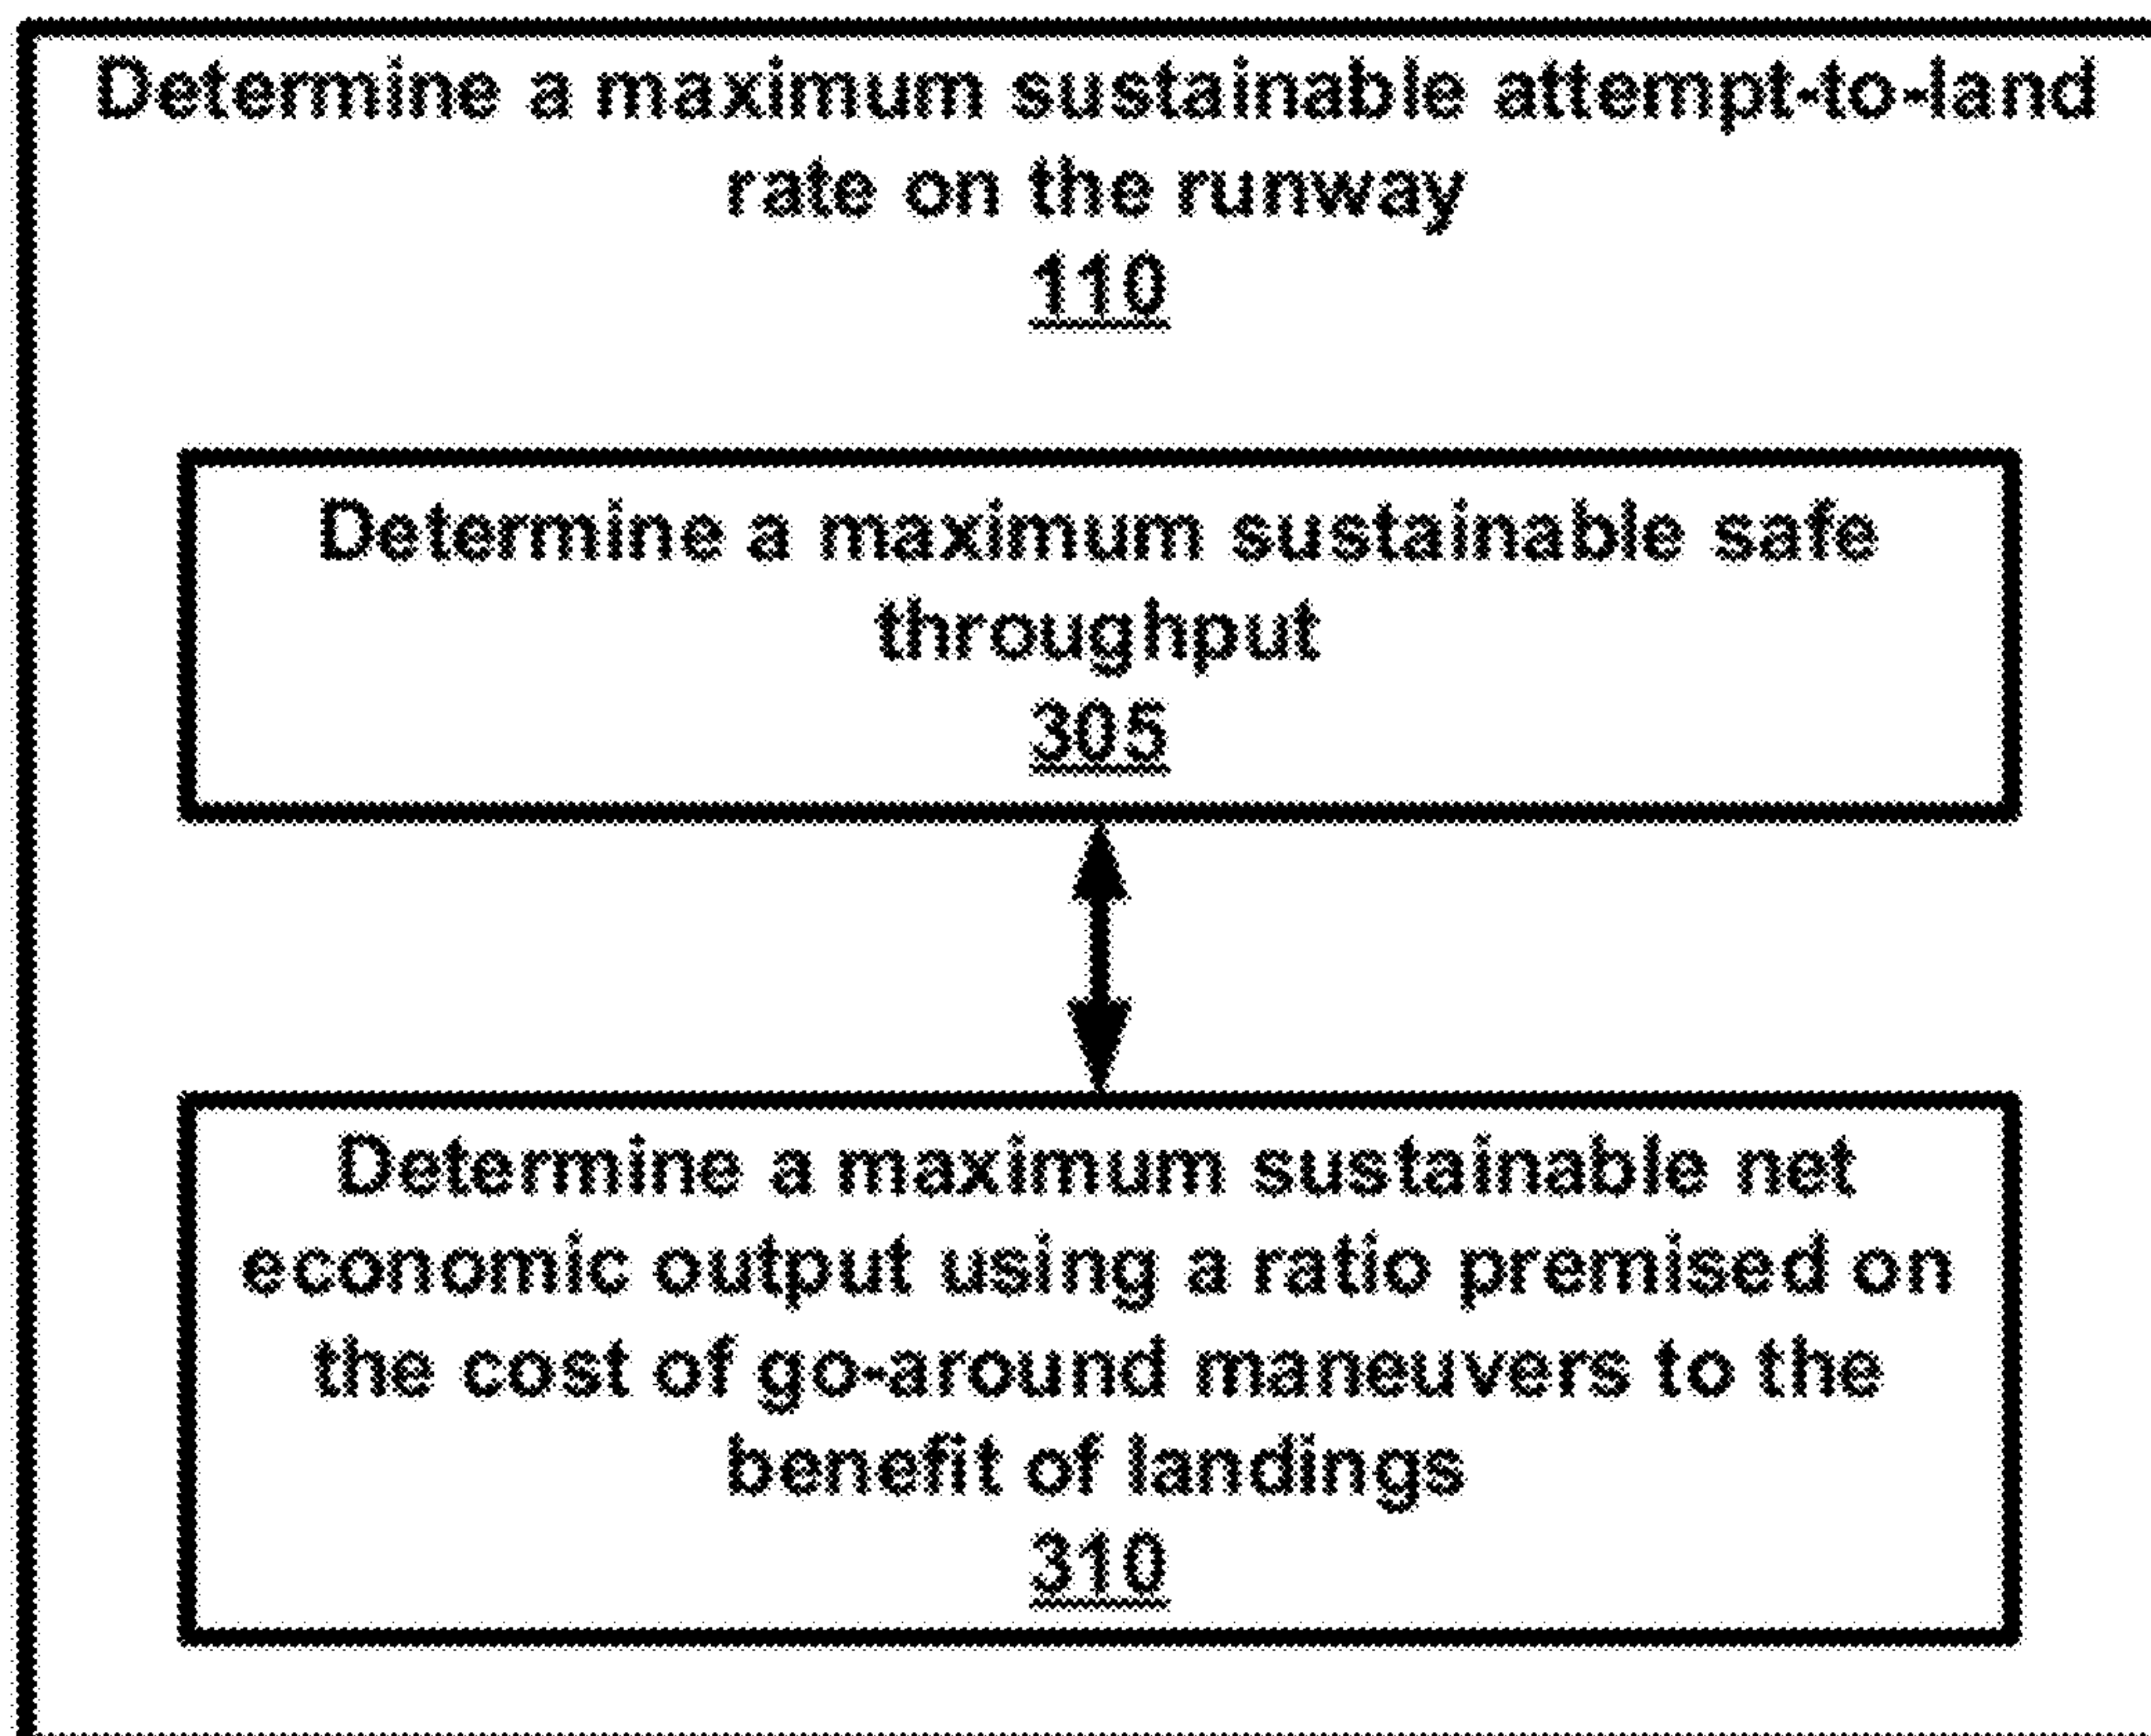 Determine a maximum sustainable attempt-to-land
rate on the runway
110
Determine a maximum sustainable safe
throughput
305
Determine a maximum sustainable net
economic output using a ratio premised on
the cost of go-around maneuvers to the
benefit of landings
310